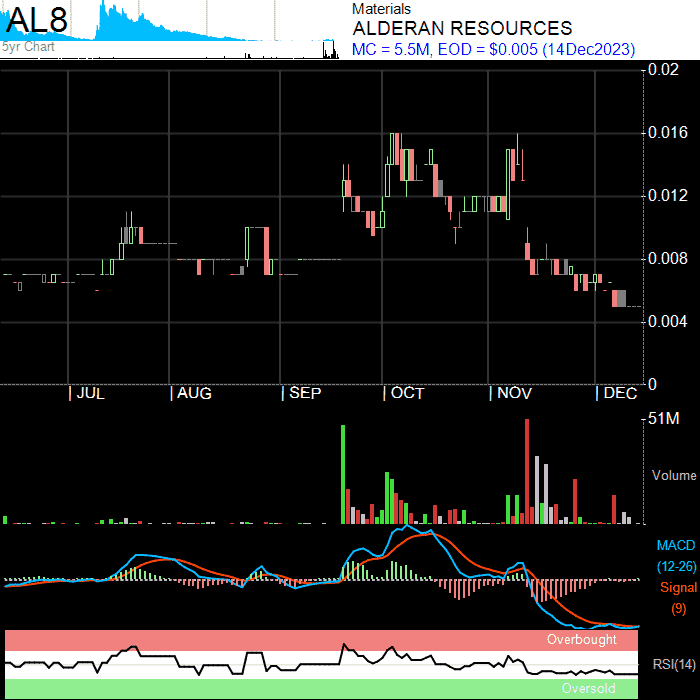 AL8
5yr Chart
Materials
ALDERAN RESOURCES
MC = 5.5M, EOD = $0.005 (14Dec2023)
0.02
0.016
0.012
0.008
0.004
0
| JUL | AUG | SEP | OCT | NOV | DEC
51M
Volume
MACD
(12-26)
Signal
(9)
Overbought
RSI(14)
Oversold